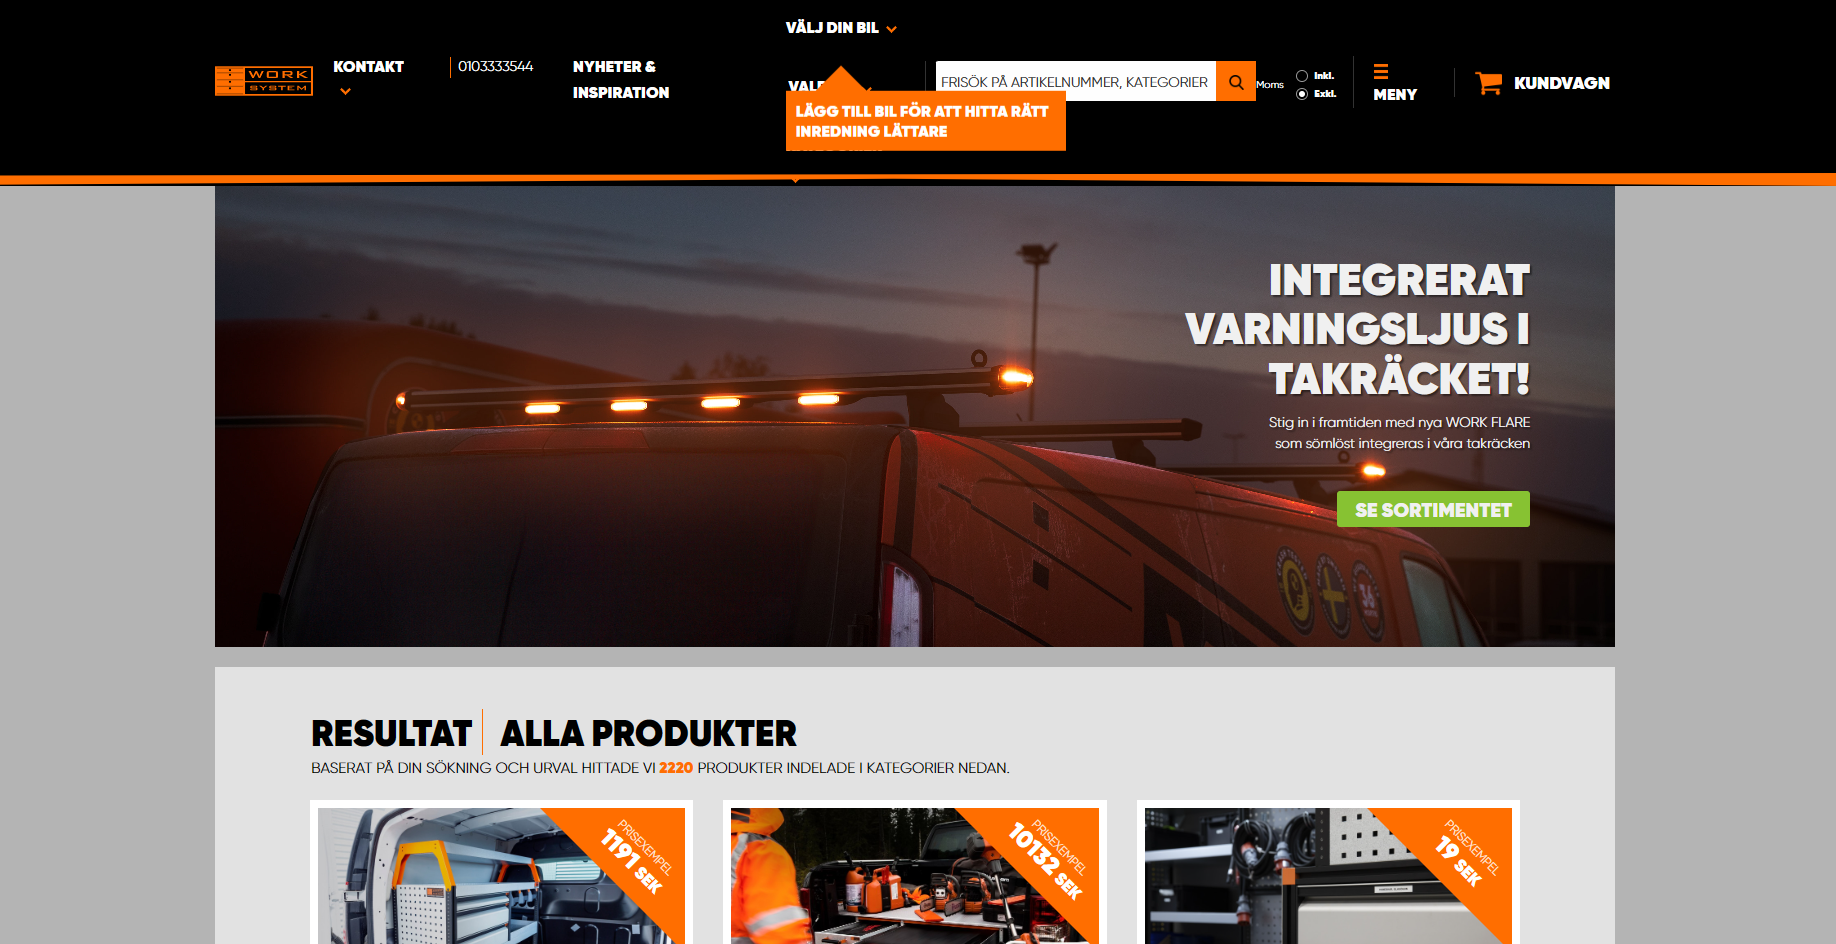 VÄLJ DIN BIL
WORK
SYSTEM
KONTAKT
0103333544
NYHETER &
INSPIRATION
FRISÖK PÅ ARTIKELNUMMER, KATEGORIER
Moms
Inkl.
Exkl.
MENY
KUNDVAGN
LÄGG TILL BIL FÖR ATT HITTA RÄTT
INREDNING LÄTTARE
INTEGRERAT
VARNINGSLJUS I
TAKRÄCKET!
Stig in i framtiden med nya WORK FLARE
som sömlöst integreras i våra takräcken
SE SORTIMENTET
RESULTAT
ALLA PRODUKTER
BASERAT PÅ DIN SÖKNING OCH URVAL HITTADE VI 2220 PRODUKTER INDELADE I KATEGORIER NEDAN.
PRISEXEMPEL
1191 SEK
PRISEXEMPEL
10132 SEK
PRISEXEMPEL
19 SEK